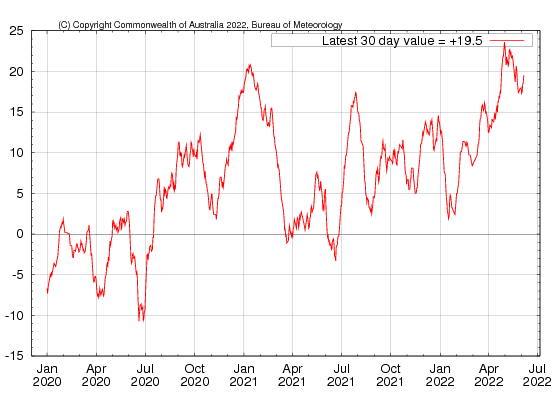 (C) Copyright Commonwealth of Australia 2022, Bureau of Meteorology
Latest 30 day value = +19.5
25
20
15
10
5
0
-5
-10
-15
Jan Apr Jul Oct Jan Apr Jul Oct Jan Apr Jul
2020 2020 2020 2020 2021 2021 2021 2021 2022 2022 2022